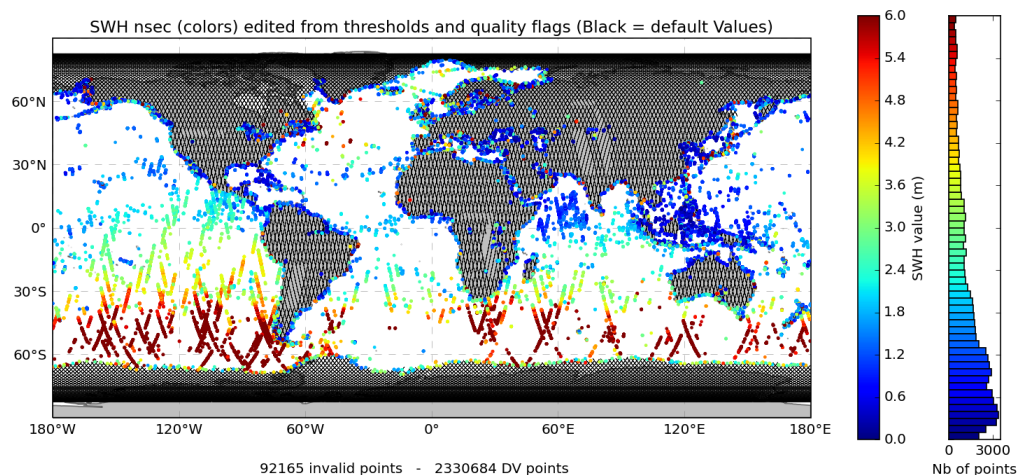 SWH nsec (colors) edited from thresholds and quality flags (Black = default Values)
60°N
30°N
0°
30°S
60°S
180°W 120°W 60°W 0° 60°E 120°E 180°E
92165 invalid points - 2330684 DV points
6.0
5.4
4.8
4.2
3.6
3.0
2.4
1.8
1.2
0.6
0.0
SWH value (m)
0 3000
Nb of points